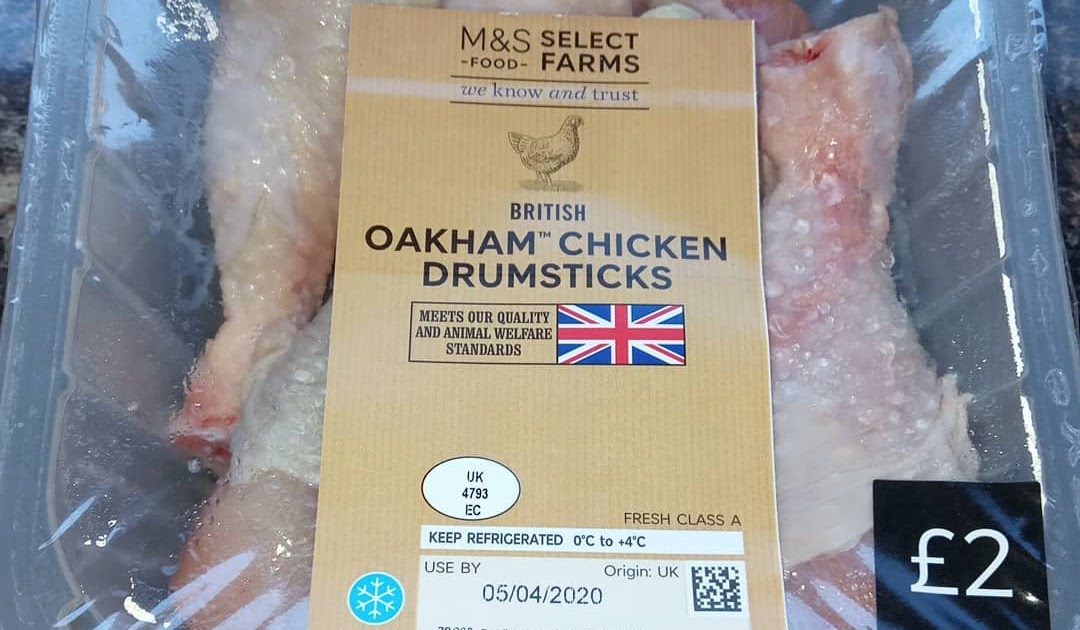 M&S SELECT
-FOOD- FARMS
we know and trust
BRITISH
OAKHAM™ CHICKEN
DRUMSTICKS
MEETS OUR QUALITY
AND ANIMAL WELFARE
STANDARDS
UK
4793
EC
FRESH CLASS A
KEEP REFRIGERATED 0°C to +4°C
USE BY
Origin: UK
05/04/2020
£2